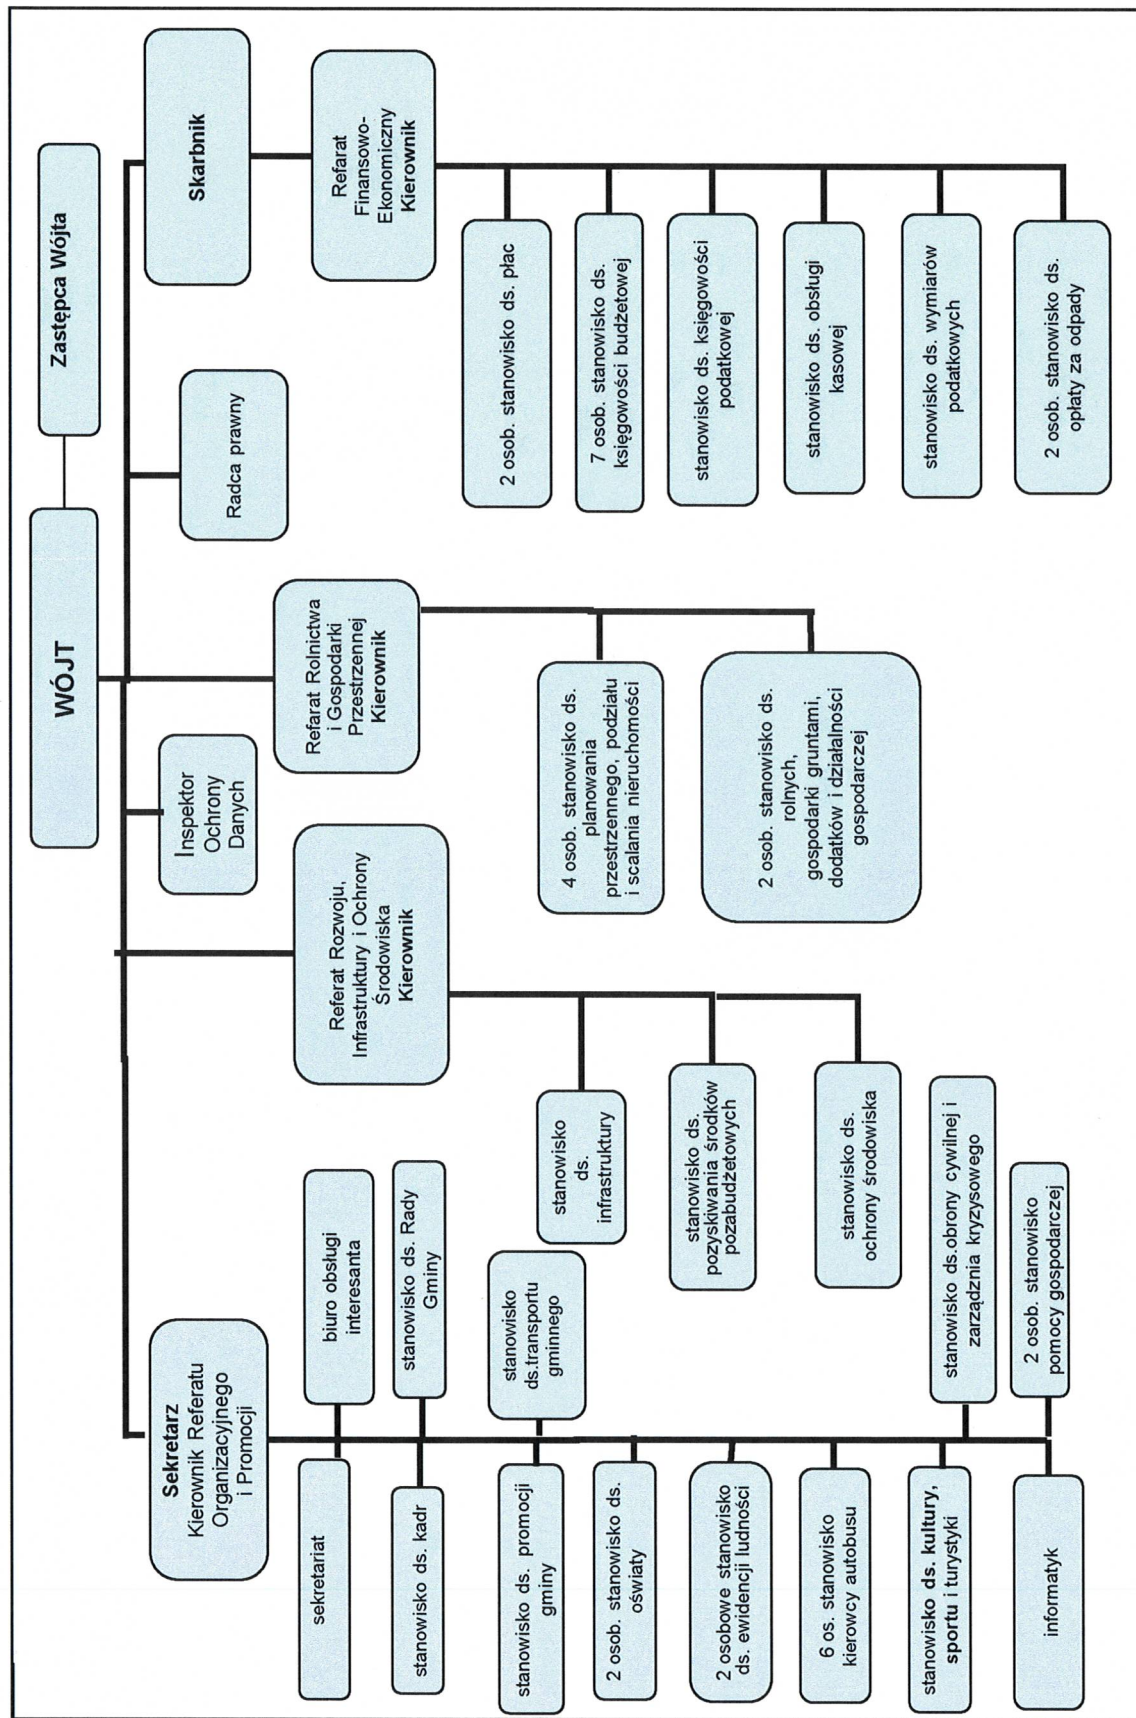 WÓJT
Zastępca Wójta
Sekretarz
Kierownik Referatu
Organizacyjnego
i Promocji
Inspektor
Ochrony
Danych
Radca prawny
Skarbnik
Referat Rozwoju,
Infrastruktury i Ochrony
Środowiska
Kierownik
Refarat Rolnictwa
i Gospodarki
Przestrzennej
Kierownik
Refarat
Finansowo-
Ekonomiczny
Kierownik
sekretariat
biuro obsługi
interesanta
stanowisko ds. kadr
stanowisko ds. Rady
Gminy
stanowisko ds. promocji
gminy
stanowisko
ds.transportu
gminnego
2 osob. stanowisko ds.
oświaty
2 osobowe stanowisko
ds. ewidencji ludności
6 os. stanowisko
kierowcy autobusu
stanowisko ds. kultury,
sportu i turystyki
stanowisko ds.obrony cywilnej i
zarządznia kryzysowego
informatyk
2 osob. stanowisko
pomocy gospodarczej
stanowisko
ds.
infrastruktury
stanowisko ds.
pozyskiwania środków
pozabudżetowych
stanowisko ds.
ochrony środowiska
4 osob. stanowisko ds.
planowania
przestrzennego, podziału
i scalania nieruchomości
2 osob. stanowisko ds.
rolnych,
gospodarki gruntami,
dodatków i działalności
gospodarczej
2 osob. stanowisko ds. płac
7 osob. stanowisko ds.
księgowości budżetowej
stanowisko ds. księgowości
podatkowej
stanowisko ds. obsługi
kasowej
stanowisko ds. wymiarów
podatkowych
2 osob. stanowisko ds.
opłaty za odpady